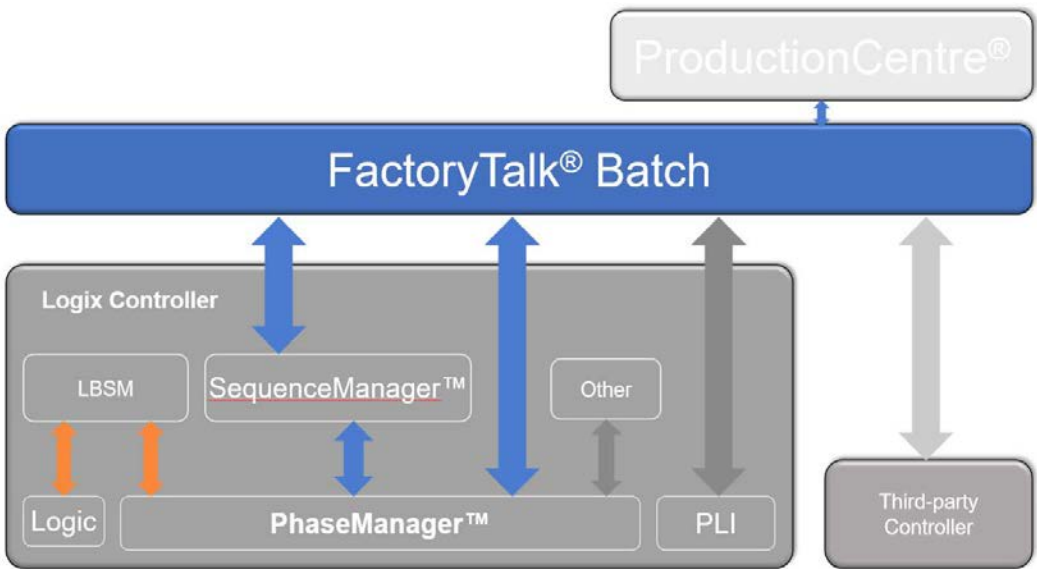 ProductionCentre®
FactoryTalk® Batch
Logix Controller
LBSM
SequenceManager™
Other
Logic
PhaseManager™
PLI
Third-party
Controller